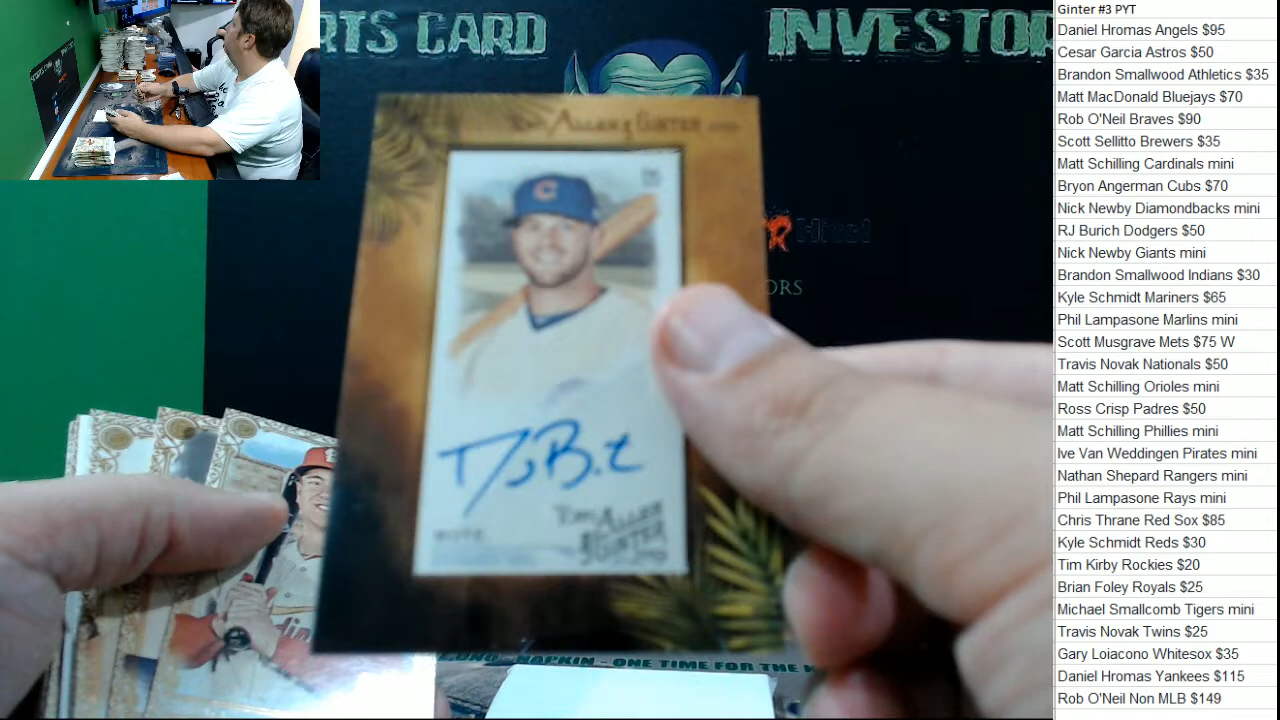 RTS CARD
INVESTOR
ORS
ALLEN & GINTER
C
TOPPS ALLEN
& GINTER
- NAPKIN - ONE TIME FOR THE
Ginter #3 PYT
Daniel Hromas Angels $95
Cesar Garcia Astros $50
Brandon Smallwood Athletics $35
Matt MacDonald Bluejays $70
Rob O'Neil Braves $90
Scott Sellitto Brewers $35
Matt Schilling Cardinals mini
Bryon Angerman Cubs $70
Nick Newby Diamondbacks mini
RJ Burich Dodgers $50
Nick Newby Giants mini
Brandon Smallwood Indians $30
Kyle Schmidt Mariners $65
Phil Lampasone Marlins mini
Scott Musgrave Mets $75 W
Travis Novak Nationals $50
Matt Schilling Orioles mini
Ross Crisp Padres $50
Matt Schilling Phillies mini
Ive Van Weddingen Pirates mini
Nathan Shepard Rangers mini
Phil Lampasone Rays mini
Chris Thrane Red Sox $85
Kyle Schmidt Reds $30
Tim Kirby Rockies $20
Brian Foley Royals $25
Michael Smallcomb Tigers mini
Travis Novak Twins $25
Gary Loiacono Whitesox $35
Daniel Hromas Yankees $115
Rob O'Neil Non MLB $149